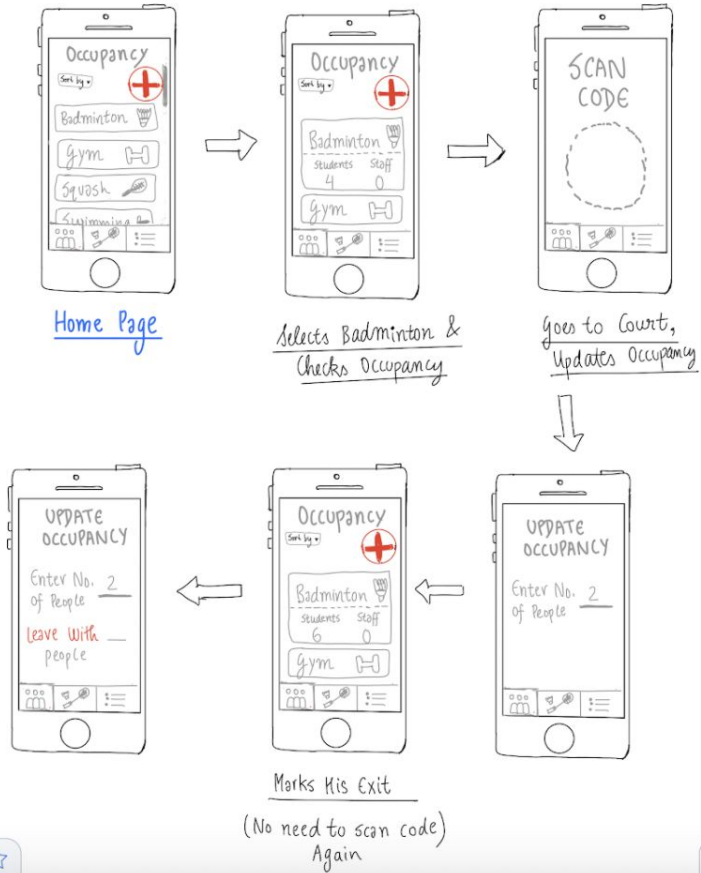 Occupancy
Sort by
Badminton
Gym
Squash
Swimming
Home Page
Occupancy
Sort by
Badminton
Students Staff
4 0
Gym
Selects Badminton &
Checks Occupancy
SCAN
CODE
Goes to Court,
Updates Occupancy
UPDATE
OCCUPANCY
Enter No. 2
of People
Occupancy
Sort by
Badminton
Students Staff
6 0
Gym
Marks His Exit
(No need to scan code)
Again
UPDATE
OCCUPANCY
Enter No. 2
of People
Leave With __
people